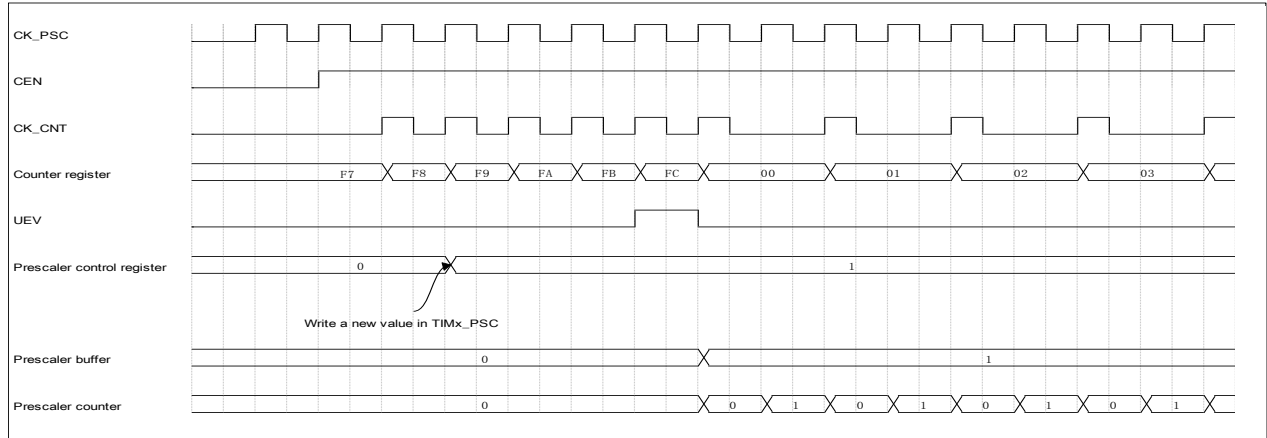 CK_PSC
CEN
CK_CNT
Counter register F7 F8 F9 FA FB FC 00 01 02 03
UEV
Prescaler control register 0 1
Write a new value in TIMx_PSC
Prescaler buffer 0 1
Prescaler counter 0 0 1 0 1 0 1 0 1